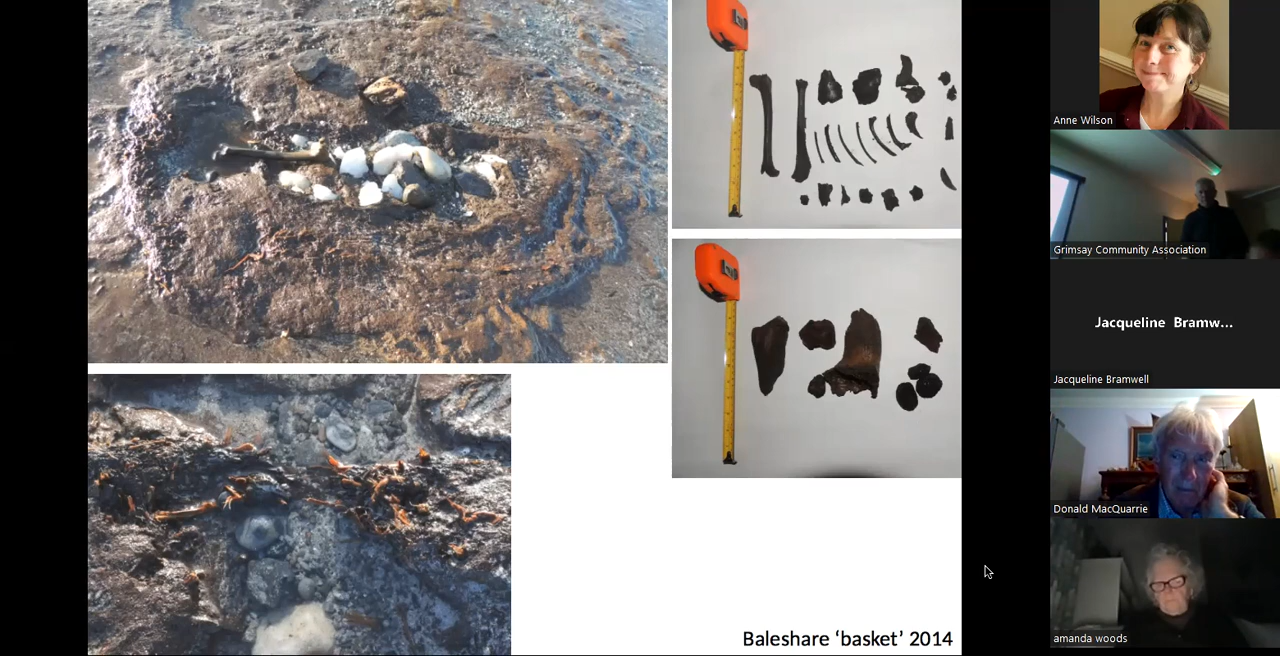 Baleshare ‘basket’ 2014
Anne Wilson
Grimsay Community Association
Jacqueline Bramw...
Jacqueline Bramwell
Donald MacQuarrie
amanda woods